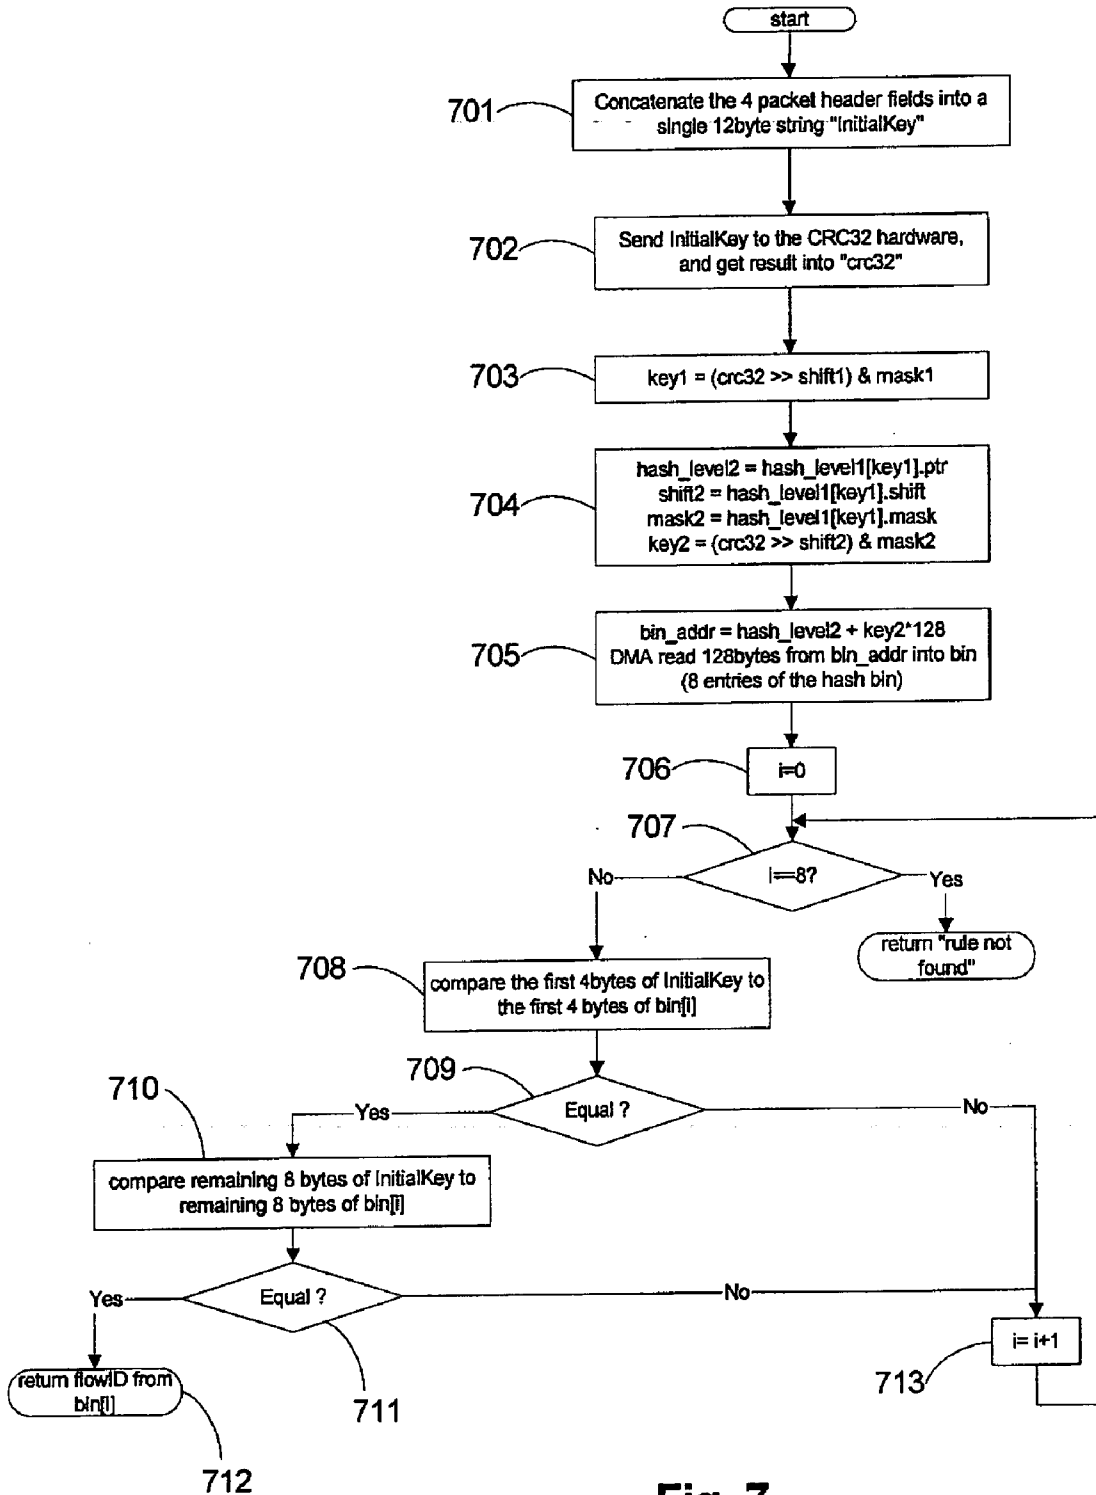 start
701
Concatenate the 4 packet header fields into a
single 12byte string "InitialKey"
702
Send InitialKey to the CRC32 hardware,
and get result into "crc32"
703
key1 = (crc32 >> shift1) & mask1
704
hash_level2 = hash_level1[key1].ptr
shift2 = hash_level1[key1].shift
mask2 = hash_level1[key1].mask
key2 = (crc32 >> shift2) & mask2
705
bin_addr = hash_level2 + key2*128
DMA read 128bytes from bin_addr into bin
(8 entries of the hash bin)
706
i=0
707
i==8?
No
Yes
return "rule not
found"
708
compare the first 4bytes of InitialKey to
the first 4 bytes of bin[i]
709
Equal ?
Yes
No
710
compare remaining 8 bytes of InitialKey to
remaining 8 bytes of bin[i]
Equal ?
Yes
No
711
return flowID from
bin[i]
712
i= i+1
713
Fig. 7